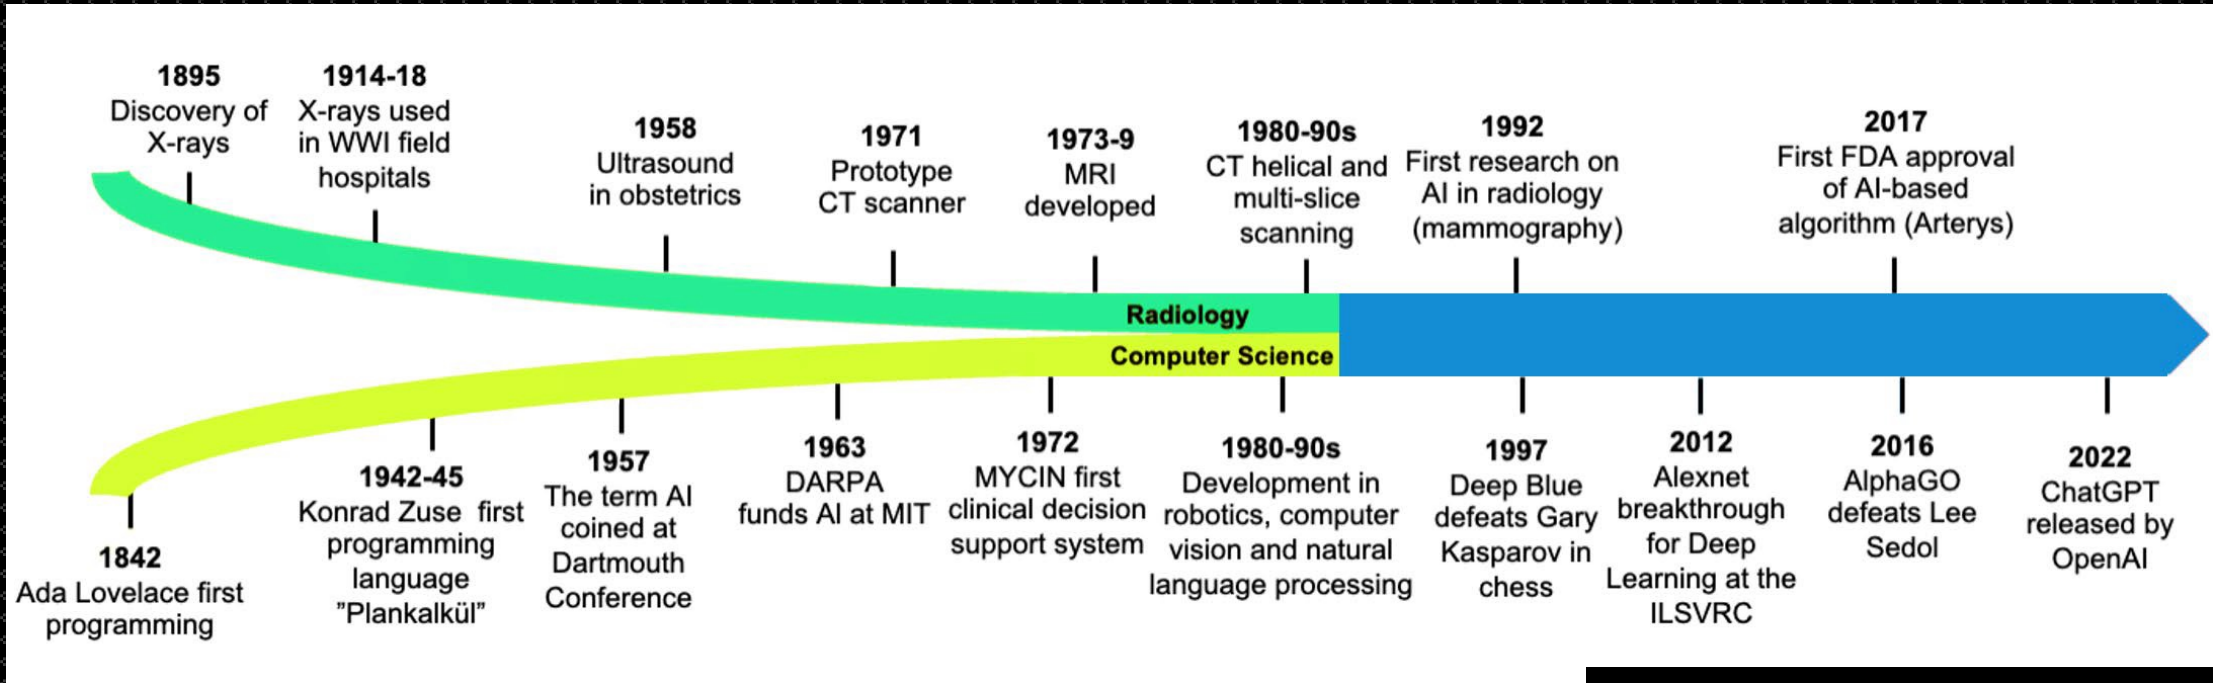 1895
Discovery of
X-rays
1914-18
X-rays used
in WWI field
hospitals
1958
Ultrasound
in obstetrics
1971
Prototype
CT scanner
1973-9
MRI
developed
1980-90s
CT helical and
multi-slice
scanning
1992
First research on
AI in radiology
(mammography)
2017
First FDA approval
of AI-based
algorithm (Arterys)
Radiology
Computer Science
1842
Ada Lovelace first
programming
1942-45
Konrad Zuse  first
programming
language
”Plankalkül”
1957
The term AI
coined at
Dartmouth
Conference
1963
DARPA
funds AI at MIT
1972
MYCIN first
clinical decision
support system
1980-90s
Development in
robotics, computer
vision and natural
language processing
1997
Deep Blue
defeats Gary
Kasparov in
chess
2012
Alexnet
breakthrough
for Deep
Learning at the
ILSVRC
2016
AlphaGO
defeats Lee
Sedol
2022
ChatGPT
released by
OpenAI